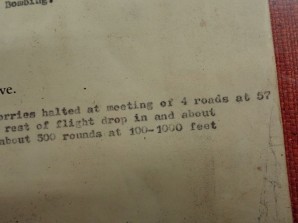 Bombing.
ve.
orries halted at meeting of 4 roads at 57
rest of flight drop in and about
about 300 rounds at 100-1000 feet